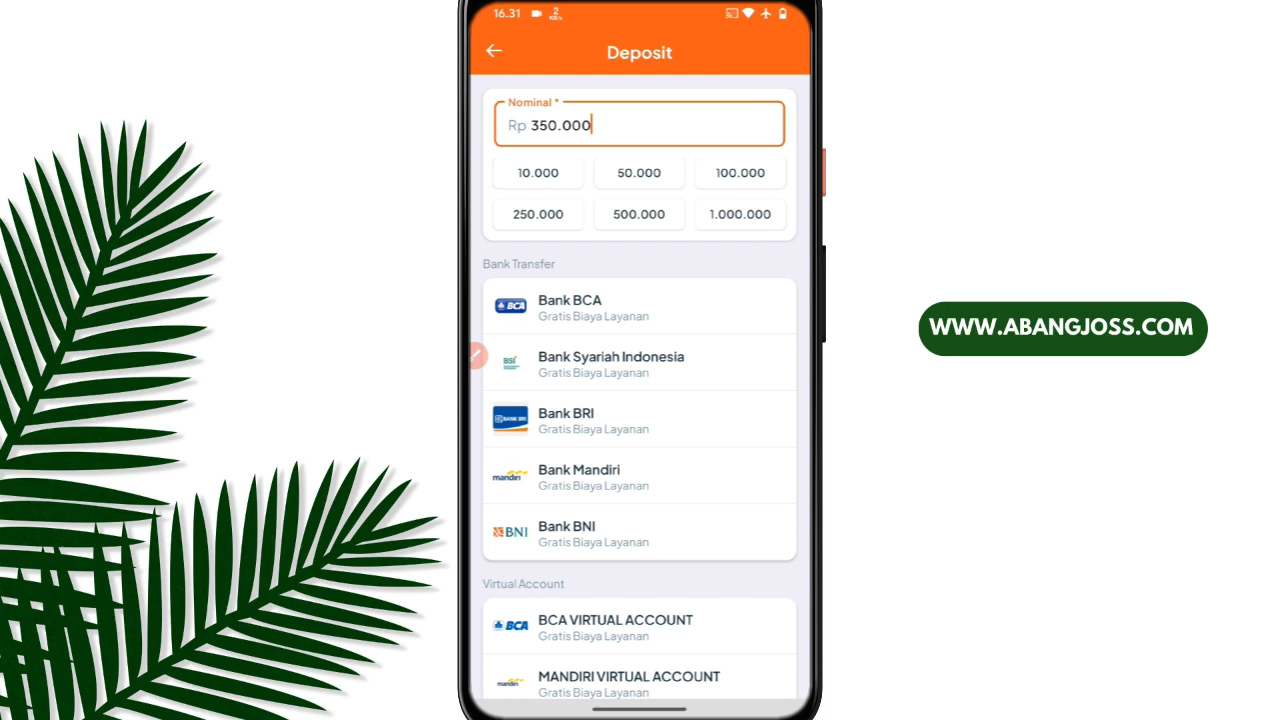 16.31
2
KB/s
Deposit
Nominal *
Rp 350.000
10.000
50.000
100.000
250.000
500.000
1.000.000
Bank Transfer
BCA
Bank BCA
Gratis Biaya Layanan
BSI
Bank Syariah Indonesia
Gratis Biaya Layanan
BANK BRI
Bank BRI
Gratis Biaya Layanan
mandiri
Bank Mandiri
Gratis Biaya Layanan
BNI
Bank BNI
Gratis Biaya Layanan
Virtual Account
BCA
BCA VIRTUAL ACCOUNT
Gratis Biaya Layanan
mandiri
MANDIRI VIRTUAL ACCOUNT
Gratis Biaya Layanan
WWW.ABANGJOSS.COM